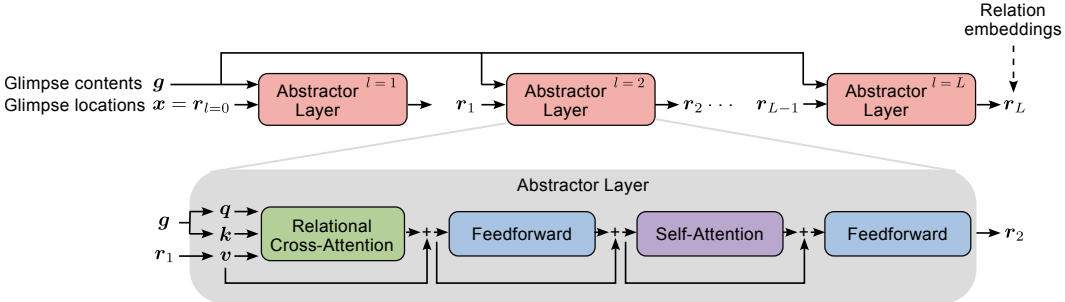 Relation
embeddings
Glimpse contents g
Glimpse locations x = r_{l=0}
Abstractor l = 1
Layer
r_1
Abstractor l = 2
Layer
r_2 · · ·
r_{L−1}
Abstractor l = L
Layer
r_L
Abstractor Layer
g
r_1
q
k
v
Relational
Cross-Attention
+
Feedforward
+
Self-Attention
+
Feedforward
r_2